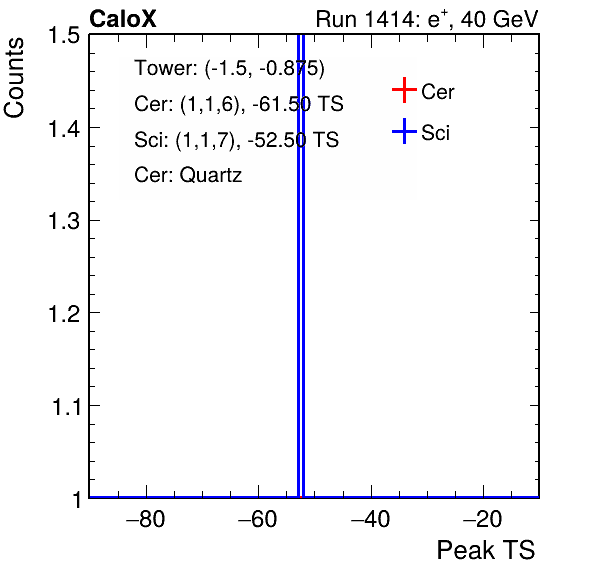 CaloX Run 1414: e+, 40 GeV
Counts
1.5
1.4
1.3
1.2
1.1
1
Tower: (-1.5, -0.875)
Cer: (1,1,6), -61.50 TS
Sci: (1,1,7), -52.50 TS
Cer: Quartz
Cer
Sci
−80 −60 −40 −20
Peak TS